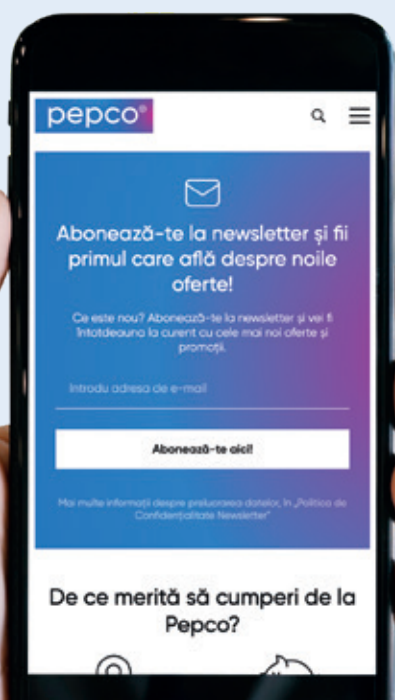 pepco®
Abonează-te la newsletter și fii
primul care află despre noile
oferte!
Ce este nou? Abonează-te la newsletter și vei fi
întotdeauna la curent cu cele mai noi oferte și
promoții.
Introdu adresa de e-mail
Abonează-te aici!
Mai multe informații despre prelucrarea datelor, în „Politica de
Confidențialitate Newsletter”
De ce merită să cumperi de la
Pepco?